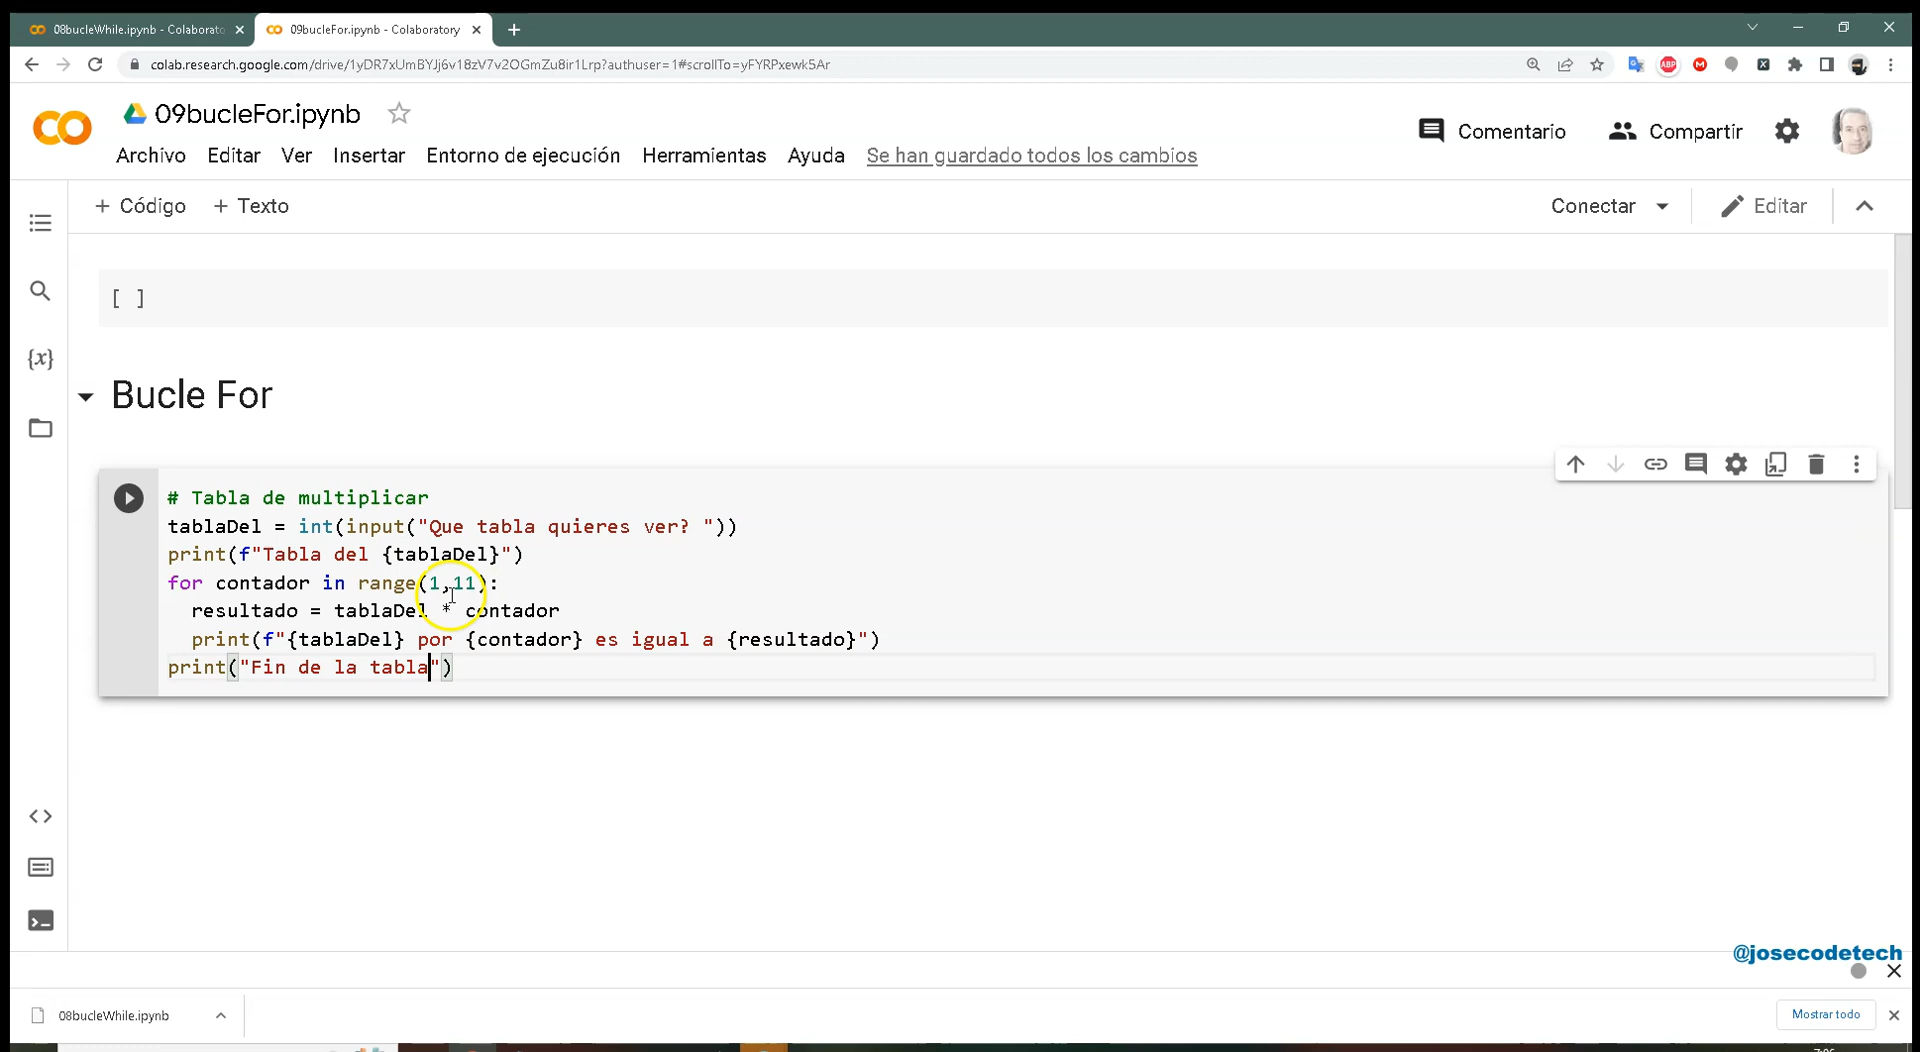 08bucleWhile.ipynb - Colaborato
09bucleFor.ipynb - Colaboratory
colab.research.google.com/drive/1yDR7xUmBYJj6v18zV7v2OGmZu8ir1Lrp?authuser=1#scrollTo=yFYRPxewk5Ar
ABP
09bucleFor.ipynb
Comentario
Compartir
Archivo Editar Ver Insertar Entorno de ejecución Herramientas Ayuda Se han guardado todos los cambios
+ Código + Texto
Conectar
Editar
[ ]
{x}
Bucle For
# Tabla de multiplicar
tablaDel = int(input("Que tabla quieres ver? "))
print(f"Tabla del {tablaDel}")
for contador in range(1,11):
  resultado = tablaDel * contador
  print(f"{tablaDel} por {contador} es igual a {resultado}")
print("Fin de la tabla")
@josecodetech
08bucleWhile.ipynb
Mostrar todo